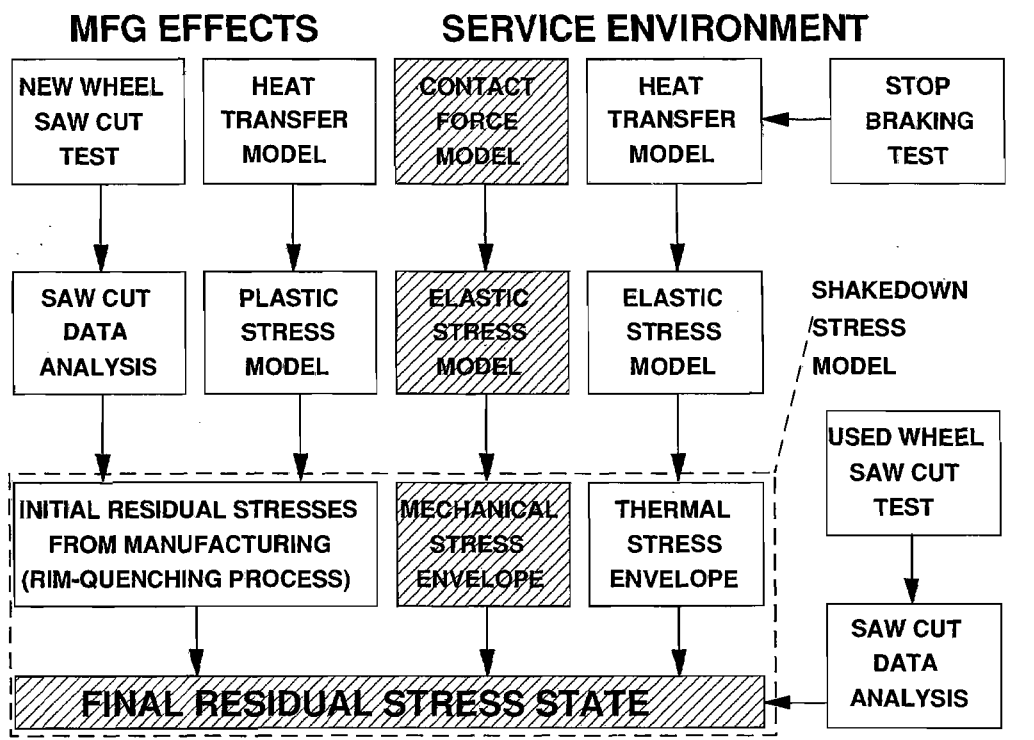 MFG EFFECTS
SERVICE ENVIRONMENT
NEW WHEEL
SAW CUT
TEST
HEAT
TRANSFER
MODEL
CONTACT
FORCE
MODEL
HEAT
TRANSFER
MODEL
STOP
BRAKING
TEST
SAW CUT
DATA
ANALYSIS
PLASTIC
STRESS
MODEL
ELASTIC
STRESS
MODEL
ELASTIC
STRESS
MODEL
SHAKEDOWN
STRESS
MODEL
USED WHEEL
SAW CUT
TEST
INITIAL RESIDUAL STRESSES
FROM MANUFACTURING
(RIM-QUENCHING PROCESS)
MECHANICAL
STRESS
ENVELOPE
THERMAL
STRESS
ENVELOPE
SAW CUT
DATA
ANALYSIS
FINAL RESIDUAL STRESS STATE